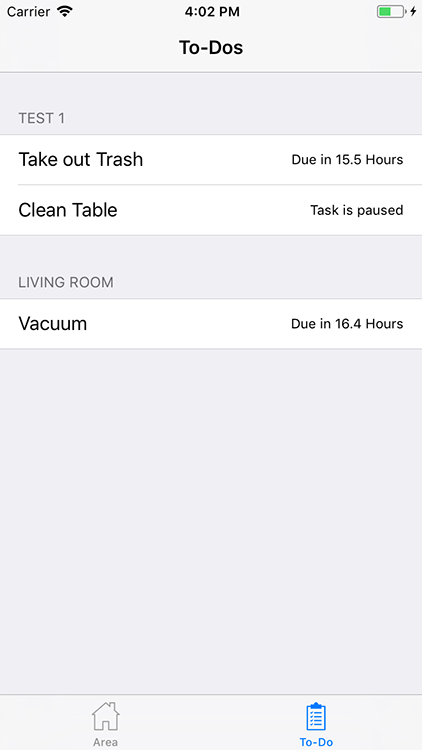 Carrier 4:02 PM
To-Dos
TEST 1
Take out Trash Due in 15.5 Hours
Clean Table Task is paused
LIVING ROOM
Vacuum Due in 16.4 Hours
Area To-Do